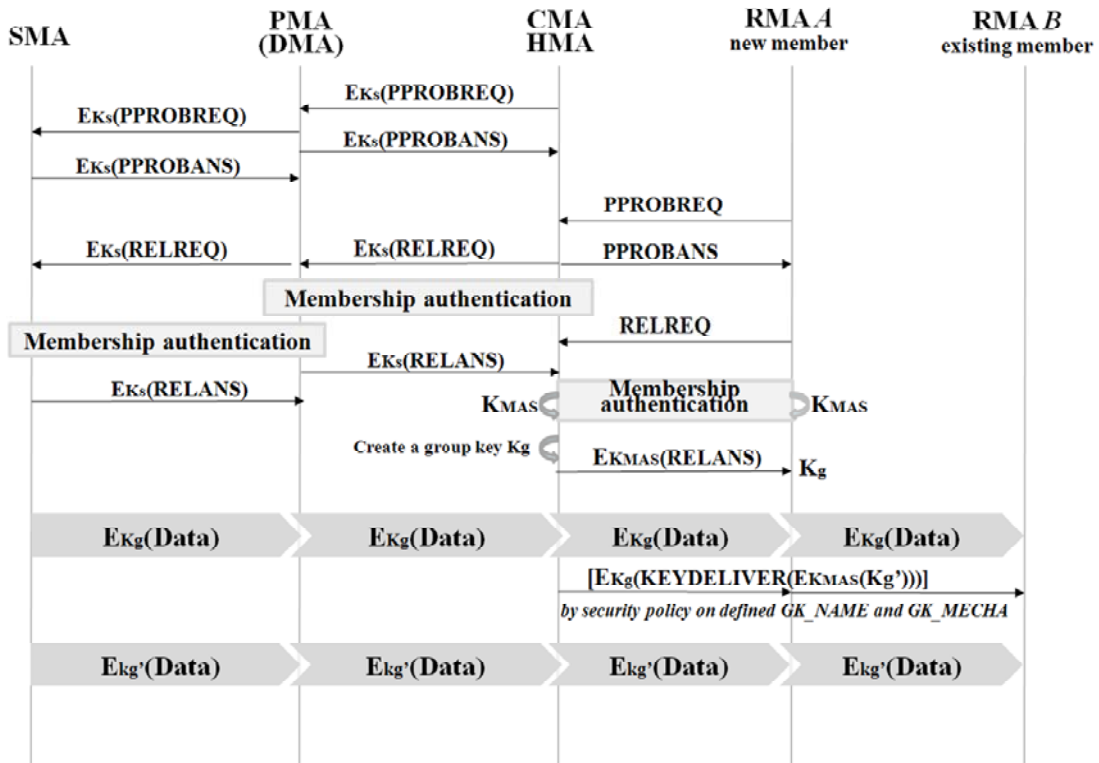 SMA
PMA
(DMA)
CMA
HMA
RMA A
new member
RMA B
existing member
EKs(PPROBREQ)
EKs(PPROBREQ)
EKs(PPROBANS)
EKs(PPROBANS)
PPROBREQ
EKs(RELREQ)
EKs(RELREQ)
PPROBANS
Membership authentication
RELREQ
Membership authentication
EKs(RELANS)
EKs(RELANS)
Membership
authentication
KMAS
KMAS
Create a group key Kg
EKMAS(RELANS)
Kg
EKg(Data)
EKg(Data)
EKg(Data)
EKg(Data)
[EKg(KEYDELIVER(EKMAS(Kg’)))]
by security policy on defined GK_NAME and GK_MECHA
Ekg’(Data)
Ekg’(Data)
Ekg’(Data)
Ekg’(Data)